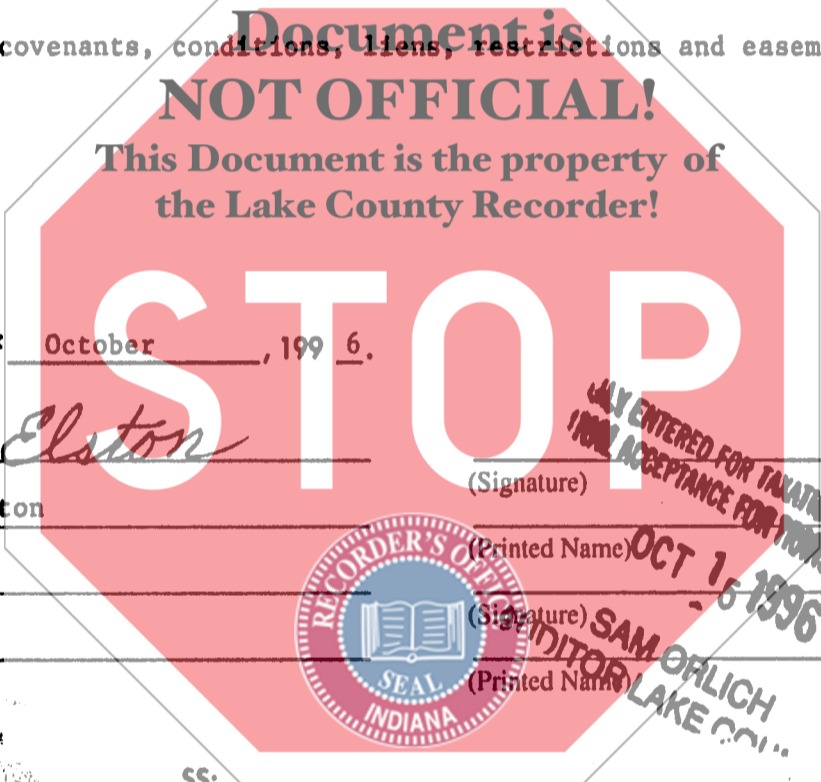 Document is
covenants, conditions, liens, restrictions and easem
NOT OFFICIAL!
This Document is the property of
the Lake County Recorder!
STOP
October , 199 6.
Elston
(Signature)
ton
(Printed Name)
(Signature)
(Printed Name)
ENTERED FOR TAXATI
ACCEPTANCE FOR
OCT 16 1996
SAM ORLICH
AUDITOR LAKE COU
RECORDER'S OFFICE
SEAL
INDIANA
SS: